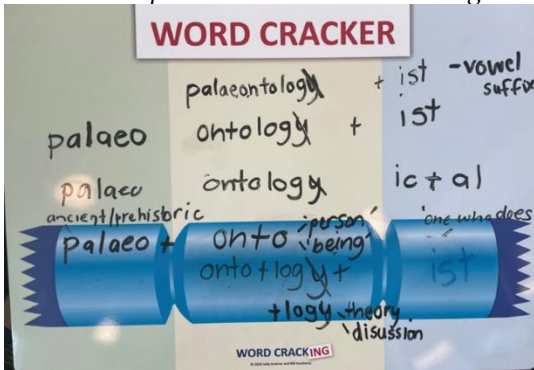 WORD CRACKER
palaeontology + ist -vowel suffix
palaeo ontology + ist
palaeo ontology ic + al
ancient/prehistoric 'person' 'one who does'
palaeo + onto 'being'
onto + logy + ist
+ logy theory
disussion
WORD CRACKING